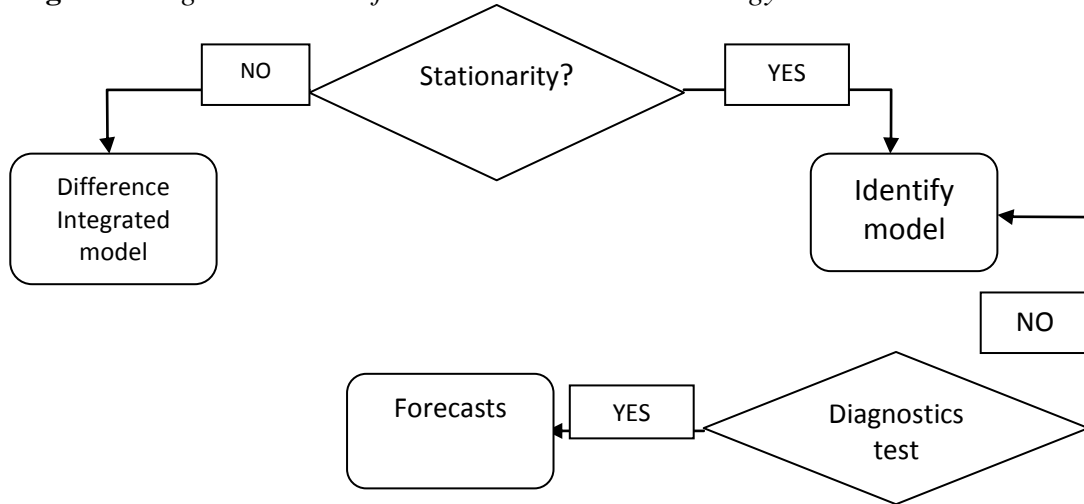 NO
Stationarity?
YES
Difference
Integrated
model
Identify
model
NO
Forecasts
YES
Diagnostics
test